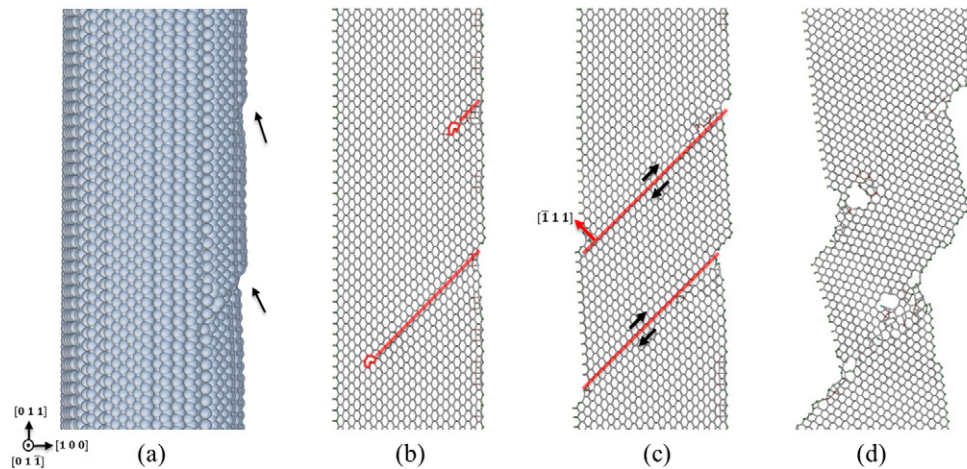 [1̅ 1 1]
[0 1 1]
[1 0 0]
[0 1 1̅]
(a)
(b)
(c)
(d)